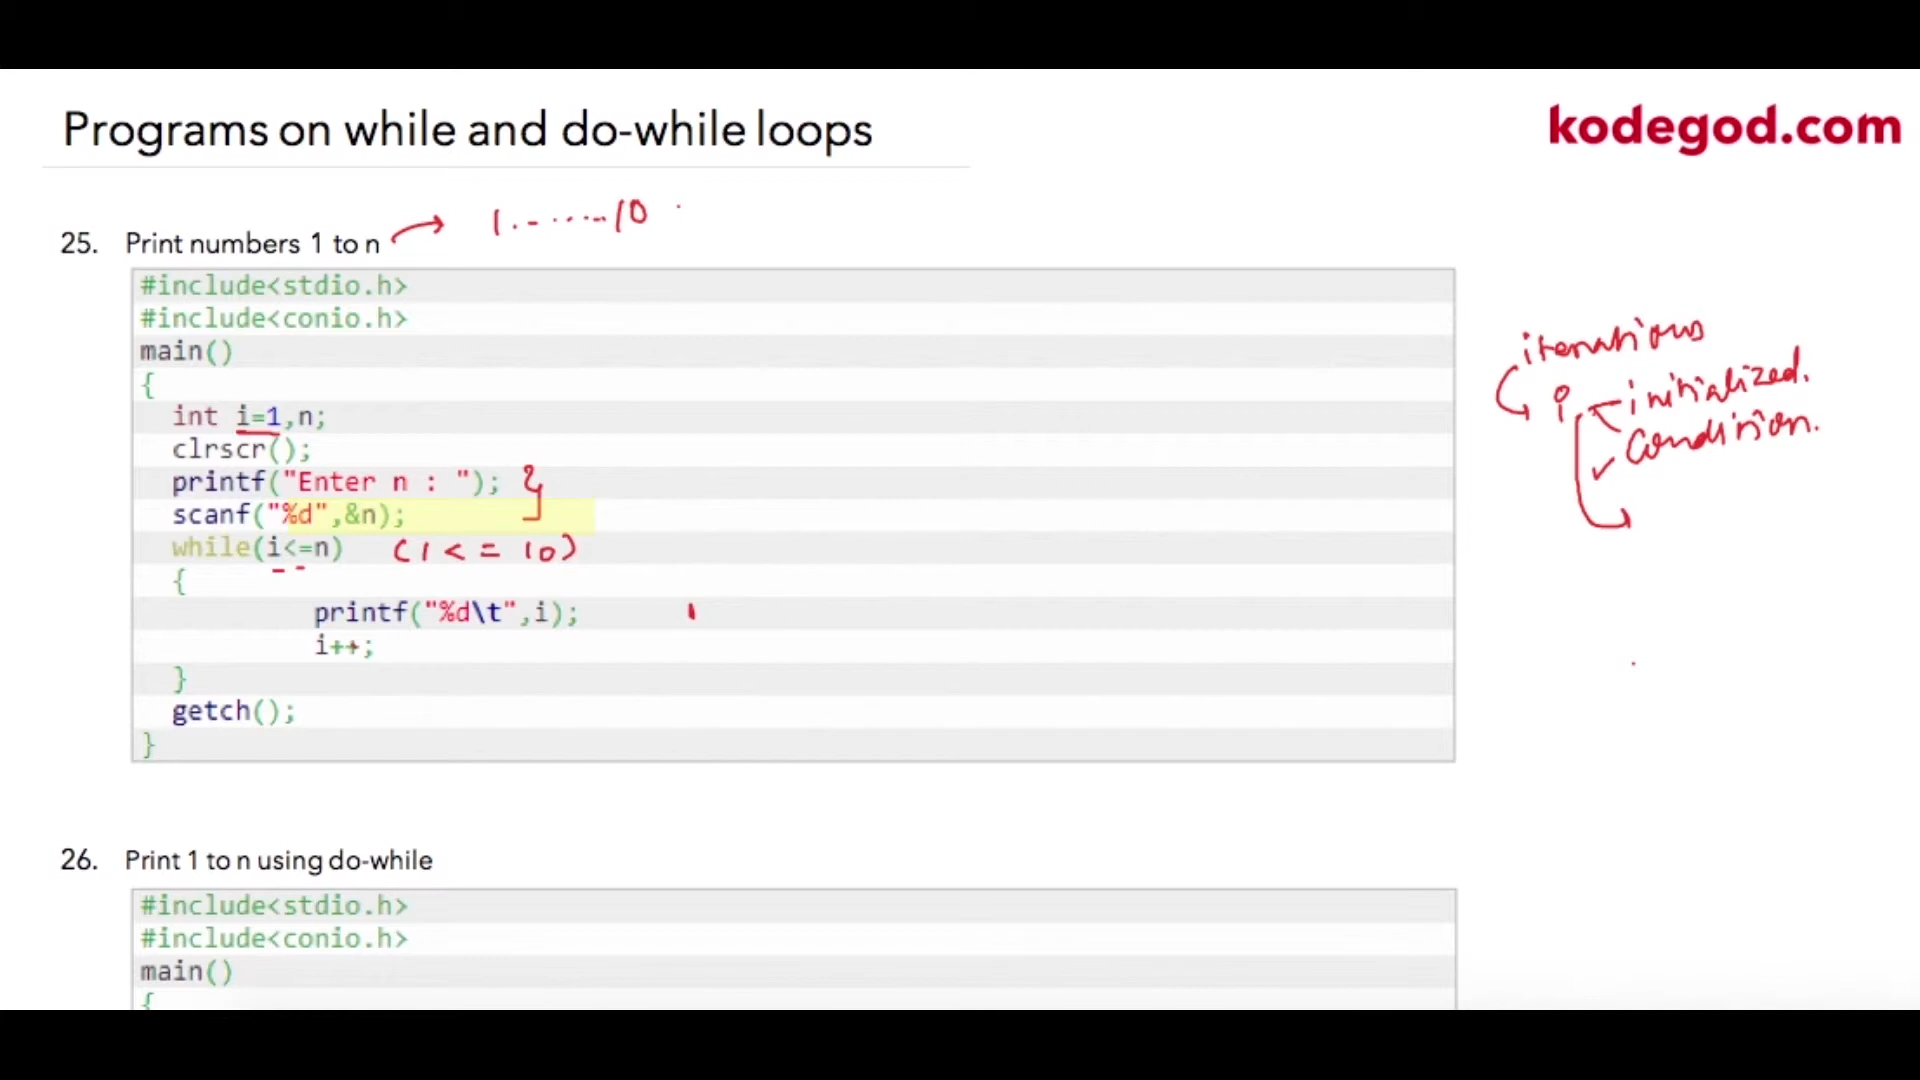 Programs on while and do-while loops
kodegod.com
25. Print numbers 1 to n
1.......10
#include<stdio.h>
#include<conio.h>
main()
{
int i=1,n;
clrscr();
printf("Enter n : ");
scanf("%d",&n);
while(i<=n) (1 <= 10)
{
printf("%d\t",i); 1
i++;
}
getch();
}
iterations
i initialized.
condition.
26. Print 1 to n using do-while
#include<stdio.h>
#include<conio.h>
main()
{